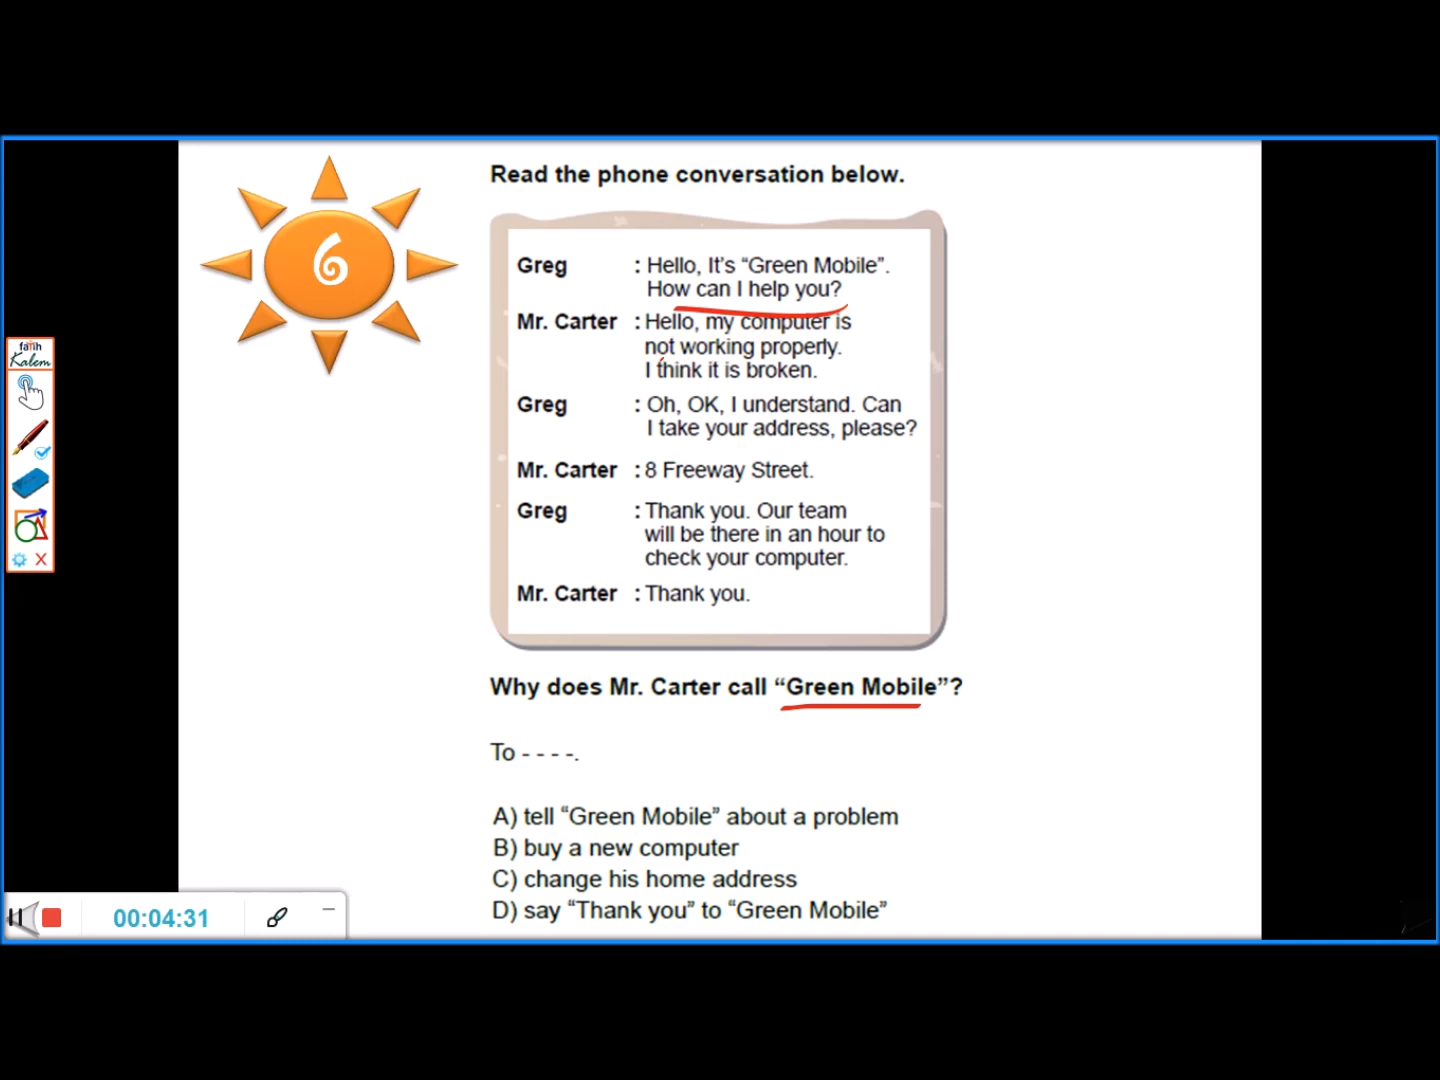 Read the phone conversation below.
6
Greg : Hello, It's “Green Mobile”.
How can I help you?
Mr. Carter : Hello, my computer is
not working properly.
I think it is broken.
Greg : Oh, OK, I understand. Can
I take your address, please?
Mr. Carter : 8 Freeway Street.
Greg : Thank you. Our team
will be there in an hour to
check your computer.
Mr. Carter : Thank you.
Why does Mr. Carter call “Green Mobile”?
To - - - -.
A) tell “Green Mobile” about a problem
B) buy a new computer
C) change his home address
D) say “Thank you” to “Green Mobile”
fatih
Kalem
X
00:04:31